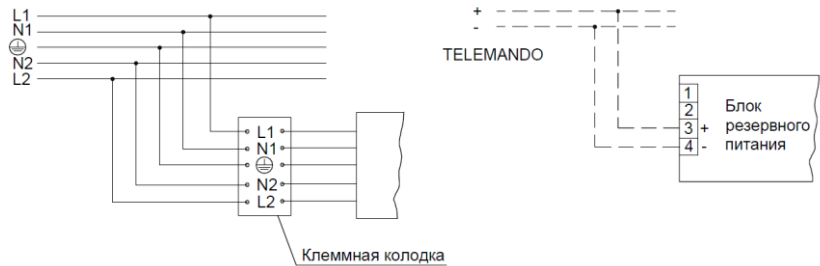 L1
N1
N2
L2
L1
N1
N2
L2
Клеммная колодка
+
-
TELEMANDO
1
2
3 +
4 -
Блок
резервного
питания